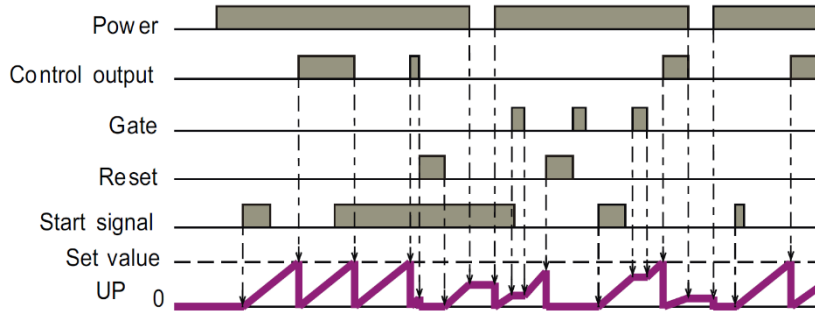 Power
Control output
Gate
Reset
Start signal
Set value
UP 0